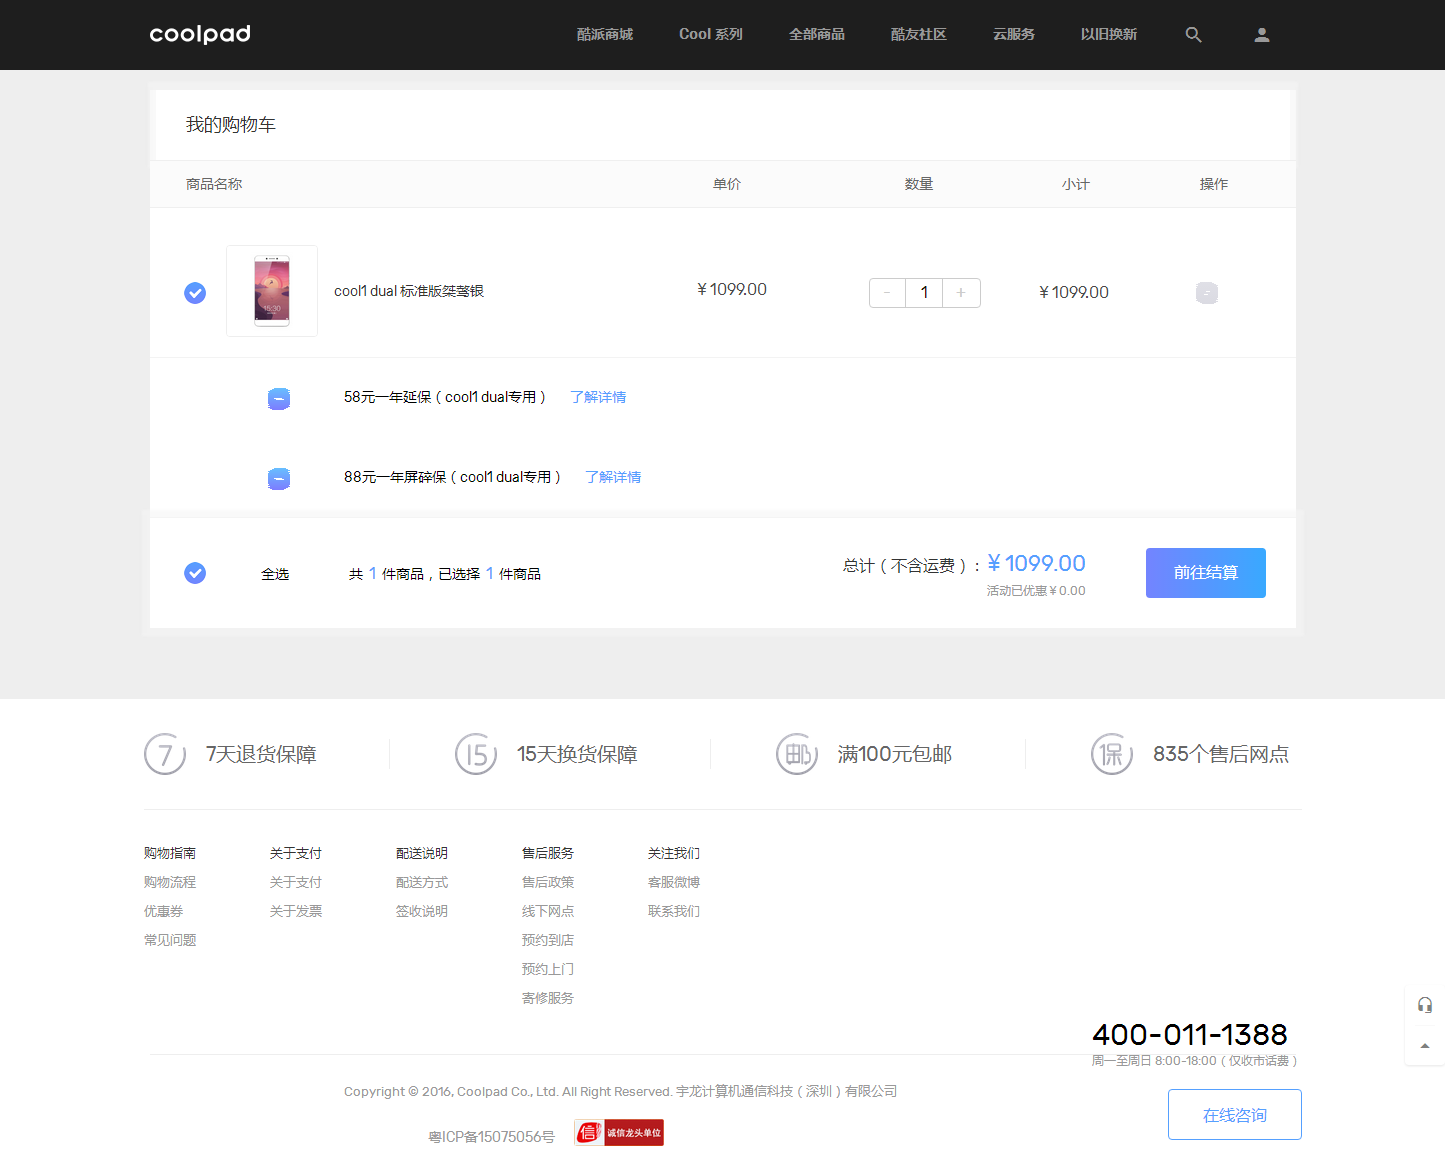 coolpad 酷派商城 Cool 系列 全部商品 酷友社区 云服务 以旧换新
我的购物车
商品名称 单价 数量 小计 操作
cool1 dual 标准版桀骜银 ¥1099.00 - 1 + ¥1099.00
58元一年延保（cool1 dual专用） 了解详情
88元一年屏碎保（cool1 dual专用） 了解详情
全选 共 1 件商品，已选择 1 件商品 总计（不含运费）：¥1099.00 前往结算
活动已优惠¥0.00
7 7天退货保障 15 15天换货保障 邮 满100元包邮 保 835个售后网点
购物指南 关于支付 配送说明 售后服务 关注我们
购物流程 关于支付 配送方式 售后政策 客服微博
优惠券 关于发票 签收说明 线下网点 联系我们
常见问题 预约到店
预约上门
寄修服务
400-011-1388
周一至周日 8:00-18:00（仅收市话费）
Copyright © 2016, Coolpad Co., Ltd. All Right Reserved. 宇龙计算机通信科技（深圳）有限公司
在线咨询
粤ICP备15075056号 信 诚信龙头单位